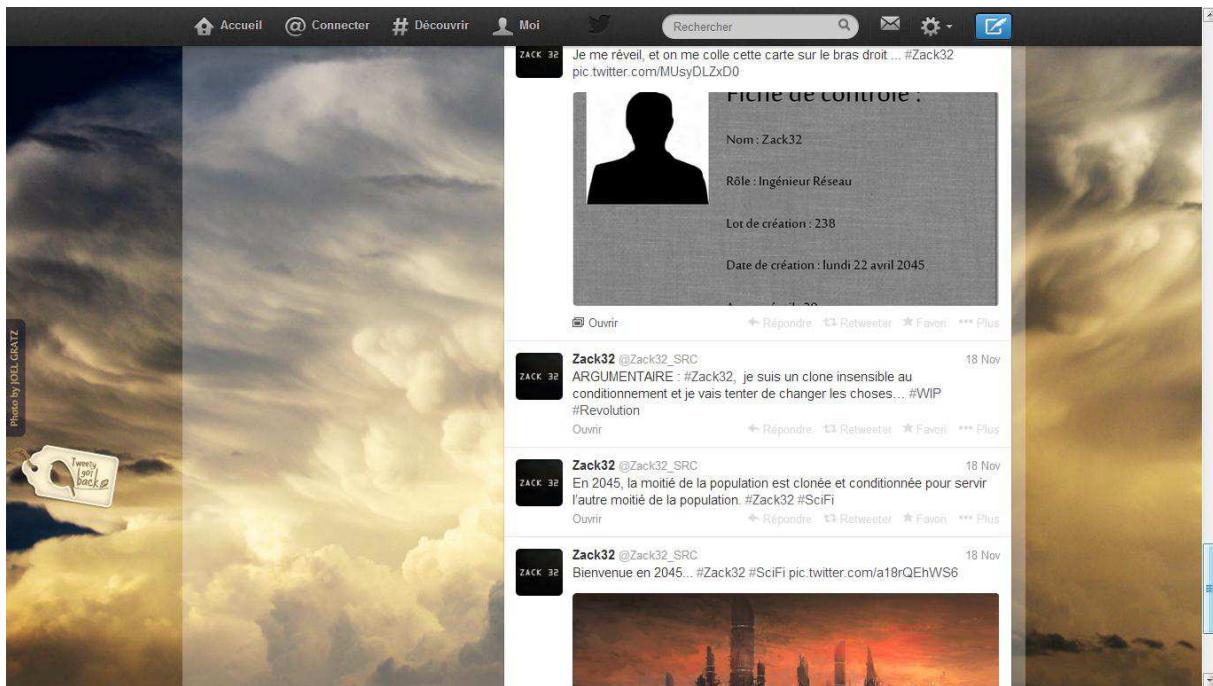 Accueil Connecter Découvrir Moi Rechercher
ZACK 32 Je me réveil, et on me colle cette carte sur le bras droit ... #Zack32
pic.twitter.com/MUsyDLZxD0
Fiche de contrôle :
Nom : Zack32
Rôle : Ingénieur Réseau
Lot de création : 238
Date de création : lundi 22 avril 2045
Ouvrir Répondre Retweeter Favori Plus
Zack32 @Zack32_SRC 18 Nov
ZACK 32 ARGUMENTAIRE : #Zack32, je suis un clone insensible au
conditionnement et je vais tenter de changer les choses... #WIP
#Revolution
Ouvrir Répondre Retweeter Favori Plus
Zack32 @Zack32_SRC 18 Nov
ZACK 32 En 2045, la moitié de la population est clonée et conditionnée pour servir
l'autre moitié de la population. #Zack32 #SciFi
Ouvrir Répondre Retweeter Favori Plus
Zack32 @Zack32_SRC 18 Nov
ZACK 32 Bienvenue en 2045... #Zack32 #SciFi pic.twitter.com/a18rQEhWS6
Photo by JOEL GRATZ
Tweety
got
back